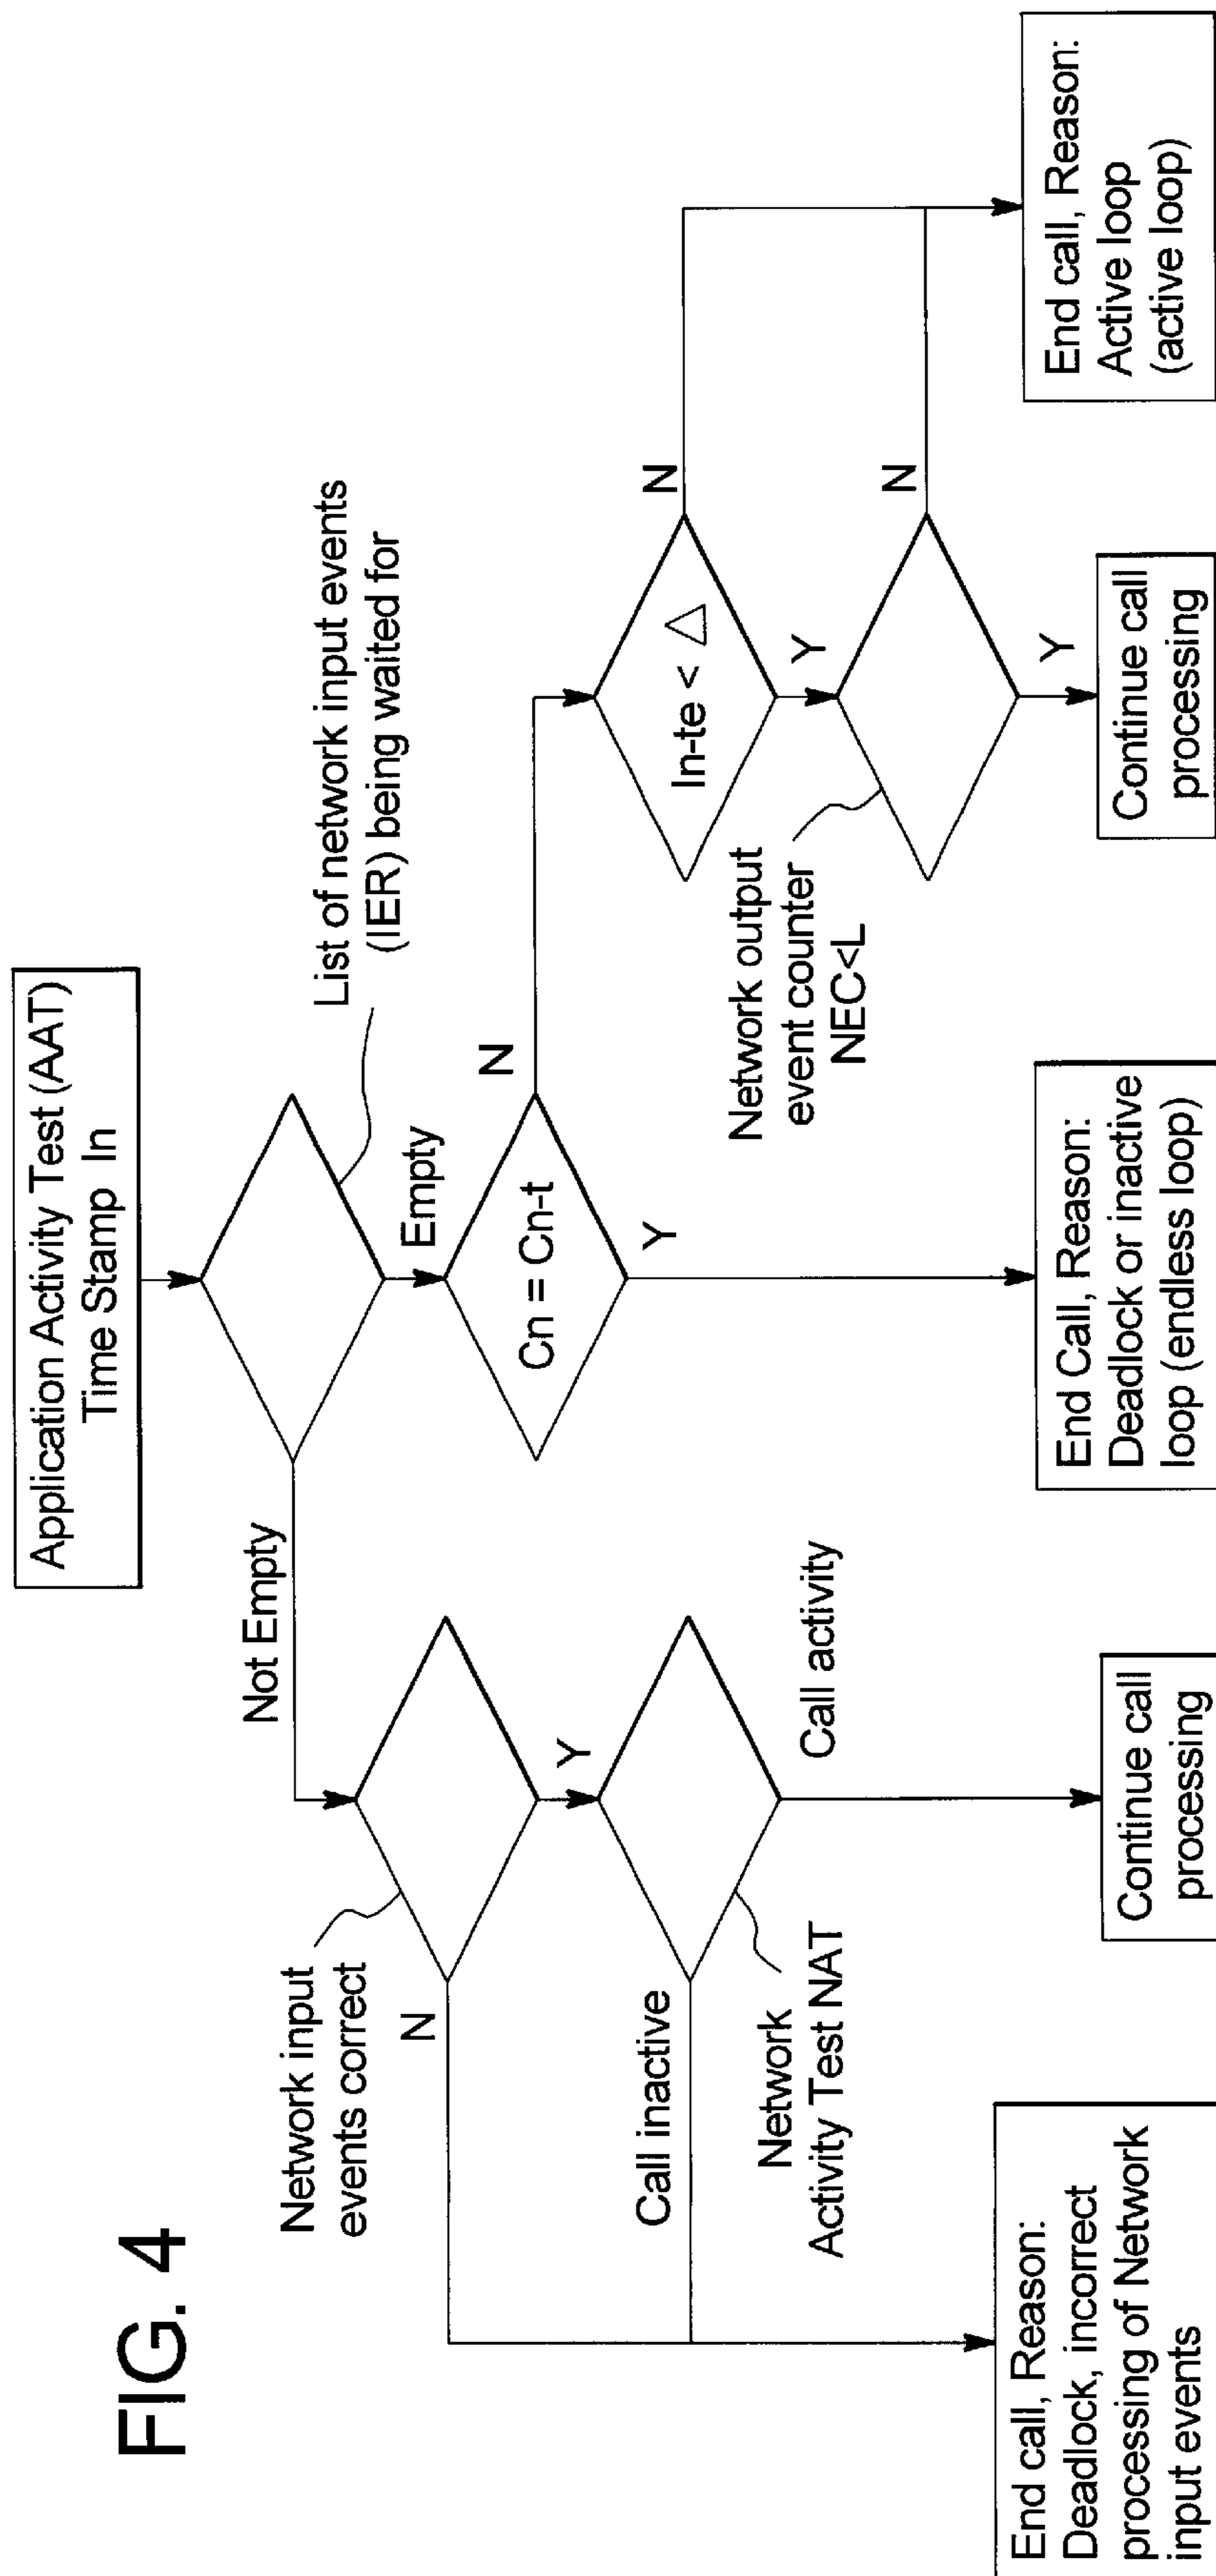 FIG. 4
Application Activity Test (AAT)
Time Stamp In
List of network input events
(IER) being waited for
Not Empty
Empty
Network input
events correct
N
Y
Cn = Cn-t
N
Y
Call inactive
Network
Activity Test NAT
Call activity
In-te < △
N
Y
Network output
event counter
NEC<L
N
Y
End call, Reason:
Deadlock, incorrect
processing of Network
input events
Continue call
processing
End Call, Reason:
Deadlock or inactive
loop (endless loop)
Continue call
processing
End call, Reason:
Active loop
(active loop)